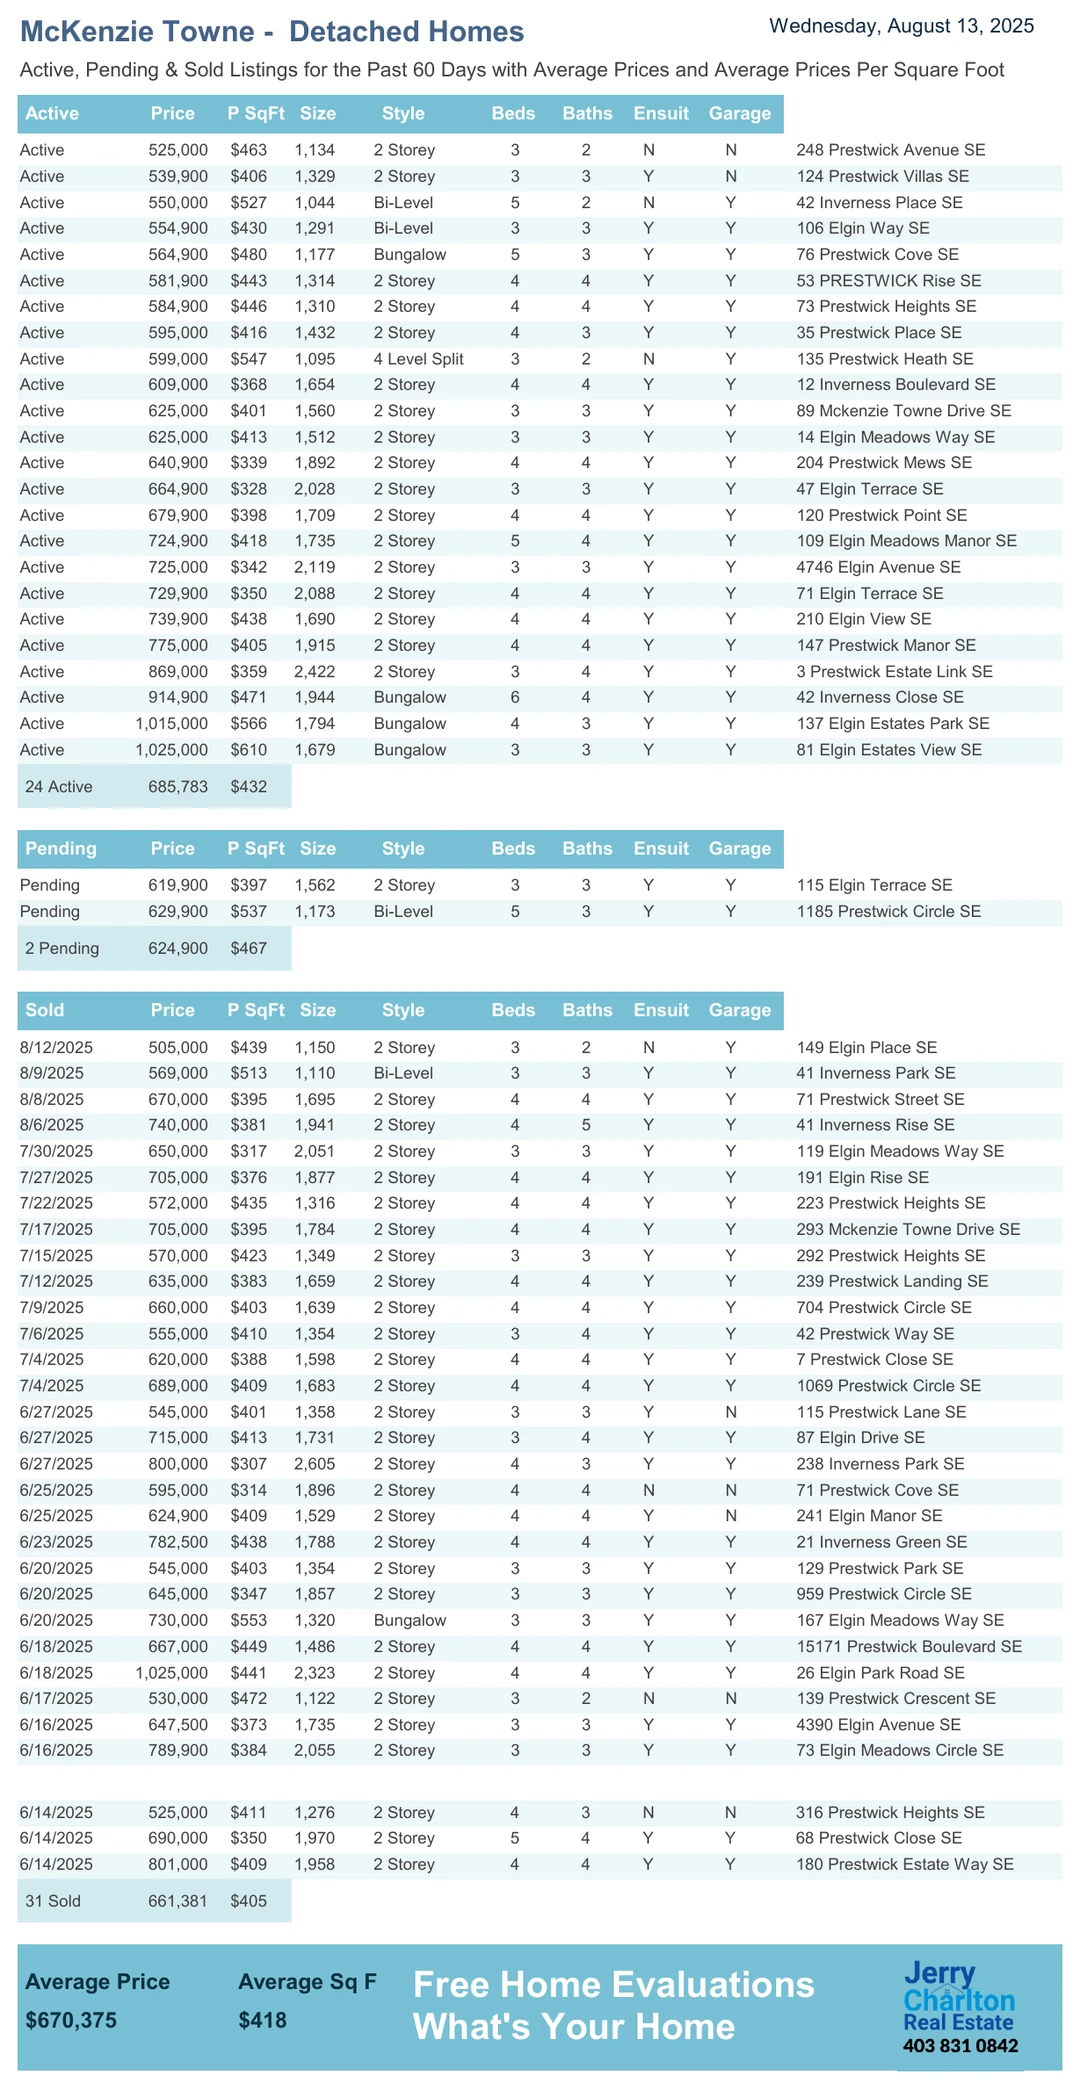 McKenzie Towne - Detached Homes
Wednesday, August 13, 2025
Active, Pending & Sold Listings for the Past 60 Days with Average Prices and Average Prices Per Square Foot
Active Price P SqFt Size Style Beds Baths Ensuit Garage
Active 525,000 $463 1,134 2 Storey 3 2 N N 248 Prestwick Avenue SE
Active 539,900 $406 1,329 2 Storey 3 3 Y N 124 Prestwick Villas SE
Active 550,000 $527 1,044 Bi-Level 5 2 N Y 42 Inverness Place SE
Active 554,900 $430 1,291 Bi-Level 3 3 Y Y 106 Elgin Way SE
Active 564,900 $480 1,177 Bungalow 5 3 Y Y 76 Prestwick Cove SE
Active 581,900 $443 1,314 2 Storey 4 4 Y Y 53 PRESTWICK Rise SE
Active 584,900 $446 1,310 2 Storey 4 4 Y Y 73 Prestwick Heights SE
Active 595,000 $416 1,432 2 Storey 4 3 Y Y 35 Prestwick Place SE
Active 599,000 $547 1,095 4 Level Split 3 2 N Y 135 Prestwick Heath SE
Active 609,000 $368 1,654 2 Storey 4 4 Y Y 12 Inverness Boulevard SE
Active 625,000 $401 1,560 2 Storey 3 3 Y Y 89 Mckenzie Towne Drive SE
Active 625,000 $413 1,512 2 Storey 3 3 Y Y 14 Elgin Meadows Way SE
Active 640,900 $339 1,892 2 Storey 4 4 Y Y 204 Prestwick Mews SE
Active 664,900 $328 2,028 2 Storey 3 3 Y Y 47 Elgin Terrace SE
Active 679,900 $398 1,709 2 Storey 4 4 Y Y 120 Prestwick Point SE
Active 724,900 $418 1,735 2 Storey 5 4 Y Y 109 Elgin Meadows Manor SE
Active 725,000 $342 2,119 2 Storey 3 3 Y Y 4746 Elgin Avenue SE
Active 729,900 $350 2,088 2 Storey 4 4 Y Y 71 Elgin Terrace SE
Active 739,900 $438 1,690 2 Storey 4 4 Y Y 210 Elgin View SE
Active 775,000 $405 1,915 2 Storey 4 4 Y Y 147 Prestwick Manor SE
Active 869,000 $359 2,422 2 Storey 3 4 Y Y 3 Prestwick Estate Link SE
Active 914,900 $471 1,944 Bungalow 6 4 Y Y 42 Inverness Close SE
Active 1,015,000 $566 1,794 Bungalow 4 3 Y Y 137 Elgin Estates Park SE
Active 1,025,000 $610 1,679 Bungalow 3 3 Y Y 81 Elgin Estates View SE
24 Active 685,783 $432
Pending Price P SqFt Size Style Beds Baths Ensuit Garage
Pending 619,900 $397 1,562 2 Storey 3 3 Y Y 115 Elgin Terrace SE
Pending 629,900 $537 1,173 Bi-Level 5 3 Y Y 1185 Prestwick Circle SE
2 Pending 624,900 $467
Sold Price P SqFt Size Style Beds Baths Ensuit Garage
8/12/2025 505,000 $439 1,150 2 Storey 3 2 N Y 149 Elgin Place SE
8/9/2025 569,000 $513 1,110 Bi-Level 3 3 Y Y 41 Inverness Park SE
8/8/2025 670,000 $395 1,695 2 Storey 4 4 Y Y 71 Prestwick Street SE
8/6/2025 740,000 $381 1,941 2 Storey 4 5 Y Y 41 Inverness Rise SE
7/30/2025 650,000 $317 2,051 2 Storey 3 3 Y Y 119 Elgin Meadows Way SE
7/27/2025 705,000 $376 1,877 2 Storey 4 4 Y Y 191 Elgin Rise SE
7/22/2025 572,000 $435 1,316 2 Storey 4 4 Y Y 223 Prestwick Heights SE
7/17/2025 705,000 $395 1,784 2 Storey 4 4 Y Y 293 Mckenzie Towne Drive SE
7/15/2025 570,000 $423 1,349 2 Storey 3 3 Y Y 292 Prestwick Heights SE
7/12/2025 635,000 $383 1,659 2 Storey 4 4 Y Y 239 Prestwick Landing SE
7/9/2025 660,000 $403 1,639 2 Storey 4 4 Y Y 704 Prestwick Circle SE
7/6/2025 555,000 $410 1,354 2 Storey 3 4 Y Y 42 Prestwick Way SE
7/4/2025 620,000 $388 1,598 2 Storey 4 4 Y Y 7 Prestwick Close SE
7/4/2025 689,000 $409 1,683 2 Storey 4 4 Y Y 1069 Prestwick Circle SE
6/27/2025 545,000 $401 1,358 2 Storey 3 3 Y N 115 Prestwick Lane SE
6/27/2025 715,000 $413 1,731 2 Storey 3 4 Y Y 87 Elgin Drive SE
6/27/2025 800,000 $307 2,605 2 Storey 4 3 Y Y 238 Inverness Park SE
6/25/2025 595,000 $314 1,896 2 Storey 4 4 N N 71 Prestwick Cove SE
6/25/2025 624,900 $409 1,529 2 Storey 4 4 Y N 241 Elgin Manor SE
6/23/2025 782,500 $438 1,788 2 Storey 4 4 Y Y 21 Inverness Green SE
6/20/2025 545,000 $403 1,354 2 Storey 3 3 Y Y 129 Prestwick Park SE
6/20/2025 645,000 $347 1,857 2 Storey 3 3 Y Y 959 Prestwick Circle SE
6/20/2025 730,000 $553 1,320 Bungalow 3 3 Y Y 167 Elgin Meadows Way SE
6/18/2025 667,000 $449 1,486 2 Storey 4 4 Y Y 15171 Prestwick Boulevard SE
6/18/2025 1,025,000 $441 2,323 2 Storey 4 4 Y Y 26 Elgin Park Road SE
6/17/2025 530,000 $472 1,122 2 Storey 3 2 N N 139 Prestwick Crescent SE
6/16/2025 647,500 $373 1,735 2 Storey 3 3 Y Y 4390 Elgin Avenue SE
6/16/2025 789,900 $384 2,055 2 Storey 3 3 Y Y 73 Elgin Meadows Circle SE
6/14/2025 525,000 $411 1,276 2 Storey 4 3 N N 316 Prestwick Heights SE
6/14/2025 690,000 $350 1,970 2 Storey 5 4 Y Y 68 Prestwick Close SE
6/14/2025 801,000 $409 1,958 2 Storey 4 4 Y Y 180 Prestwick Estate Way SE
31 Sold 661,381 $405
Average Price Average Sq F
$670,375 $418
Free Home Evaluations
What's Your Home
Jerry
Charlton
Real Estate
403 831 0842